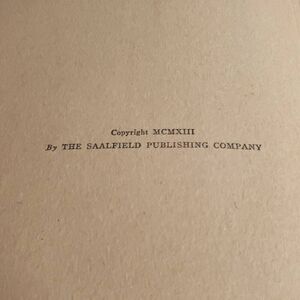 Copyright MCMXIII
By THE SAALFIELD PUBLISHING COMPANY